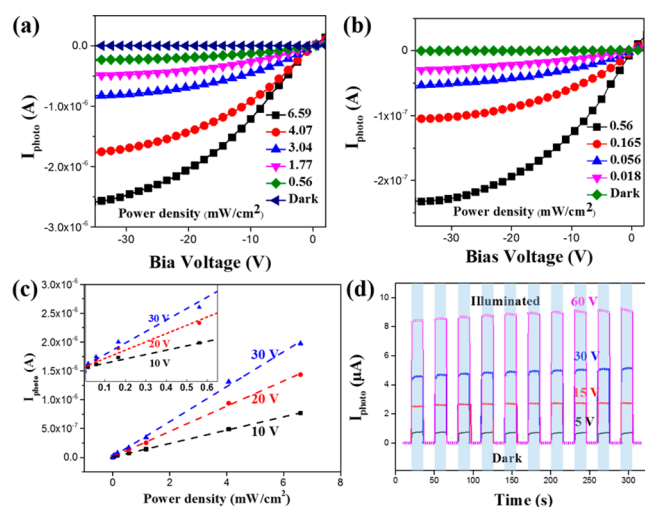 (a)
0.0
-1.0x10⁻⁶
-2.0x10⁻⁶
-3.0x10⁻⁶
I_photo (A)
6.59
4.07
3.04
1.77
0.56
Dark
Power density (mW/cm²)
-30 -20 -10 0
Bia Voltage (V)
(b)
0
-1x10⁻⁷
-2x10⁻⁷
I_photo (A)
0.56
0.165
0.056
0.018
Dark
Power density (mW/cm²)
-30 -20 -10 0
Bias Voltage (V)
(c)
3.0x10⁻⁶
2.5x10⁻⁶
2.0x10⁻⁶
1.5x10⁻⁶
1.0x10⁻⁶
5.0x10⁻⁷
0.0
I_photo (A)
30 V
20 V
10 V
0.1 0.2 0.3 0.4 0.5 0.6
30 V
20 V
10 V
0 2 4 6 8
Power density (mW/cm²)
(d)
10
8
6
4
2
0
I_photo (μA)
Illuminated
60 V
30 V
15 V
5 V
Dark
0 50 100 150 200 250 300
Time (s)